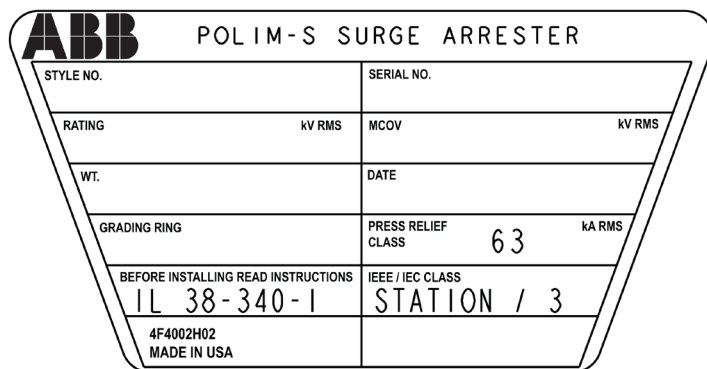 ABB POLIM-S SURGE ARRESTER
STYLE NO. SERIAL NO.
RATING kV RMS MCOV kV RMS
WT. DATE
GRADING RING PRESS RELIEF CLASS 63 kA RMS
BEFORE INSTALLING READ INSTRUCTIONS IEEE / IEC CLASS
IL 38-340-1 STATION / 3
4F4002H02
MADE IN USA